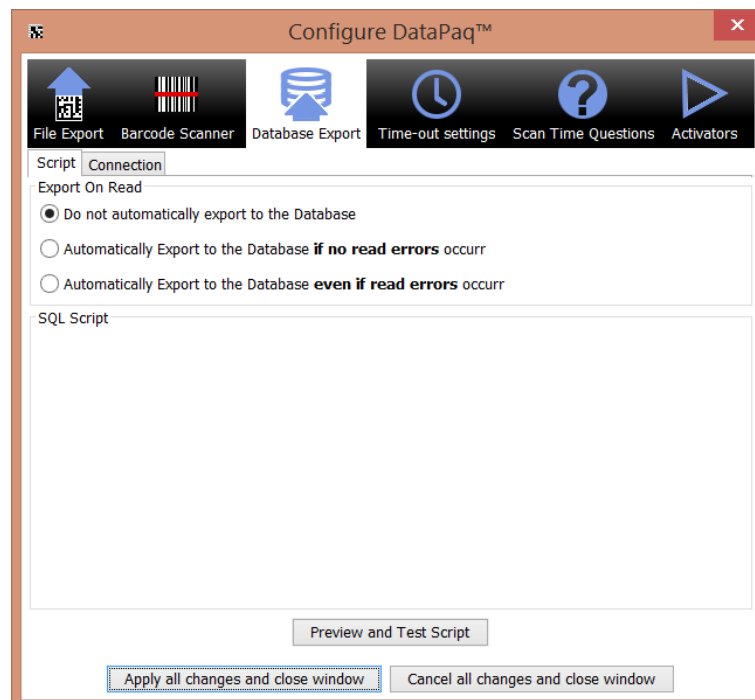 Configure DataPaq™
File Export Barcode Scanner Database Export Time-out settings Scan Time Questions Activators
Script Connection
Export On Read
Do not automatically export to the Database
Automatically Export to the Database if no read errors occurr
Automatically Export to the Database even if read errors occurr
SQL Script
Preview and Test Script
Apply all changes and close window Cancel all changes and close window